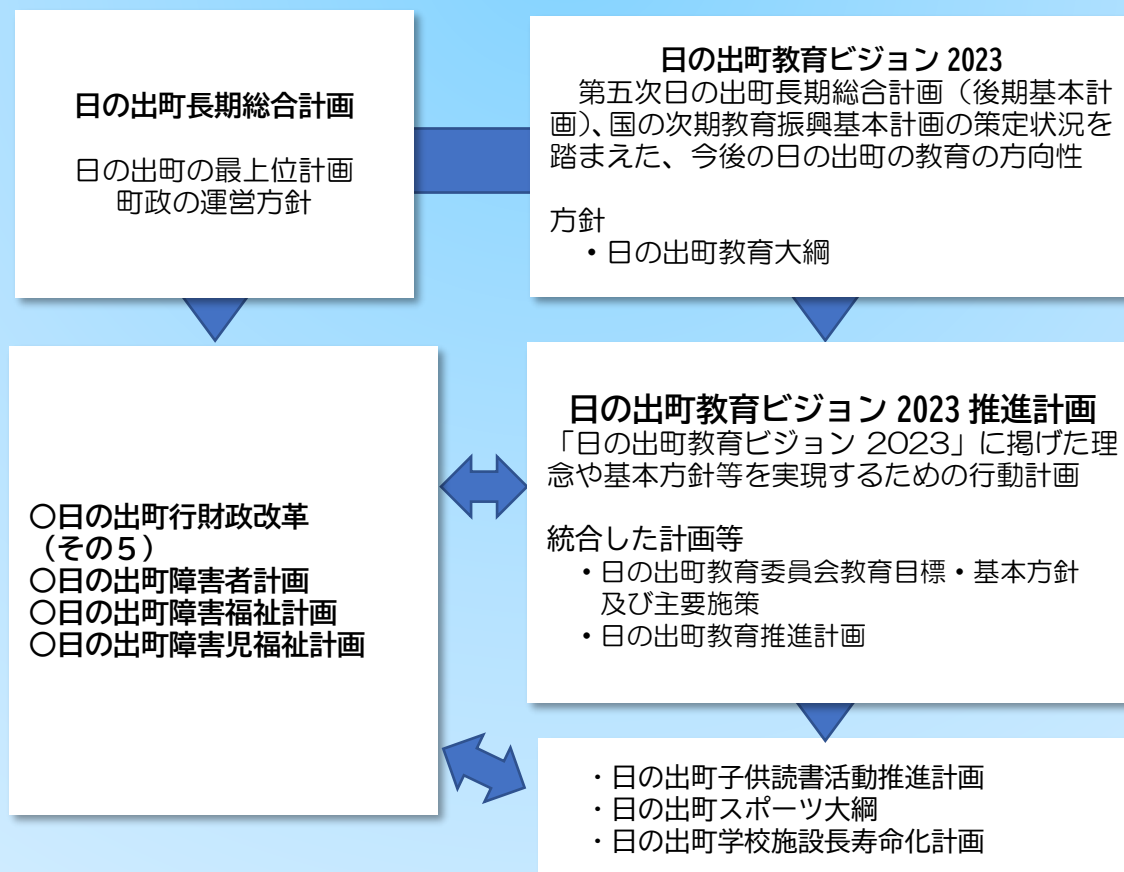 日の出町長期総合計画
日の出町の最上位計画
町政の運営方針
日の出町教育ビジョン 2023
第五次日の出町長期総合計画（後期基本計
画）、国の次期教育振興基本計画の策定状況を
踏まえた、今後の日の出町の教育の方向性
方針
・日の出町教育大綱
〇日の出町行財政改革
（その５）
〇日の出町障害者計画
〇日の出町障害福祉計画
〇日の出町障害児福祉計画
日の出町教育ビジョン 2023 推進計画
「日の出町教育ビジョン 2023」に掲げた理
念や基本方針等を実現するための行動計画
統合した計画等
・日の出町教育委員会教育目標・基本方針
及び主要施策
・日の出町教育推進計画
・日の出町子供読書活動推進計画
・日の出町スポーツ大綱
・日の出町学校施設長寿命化計画